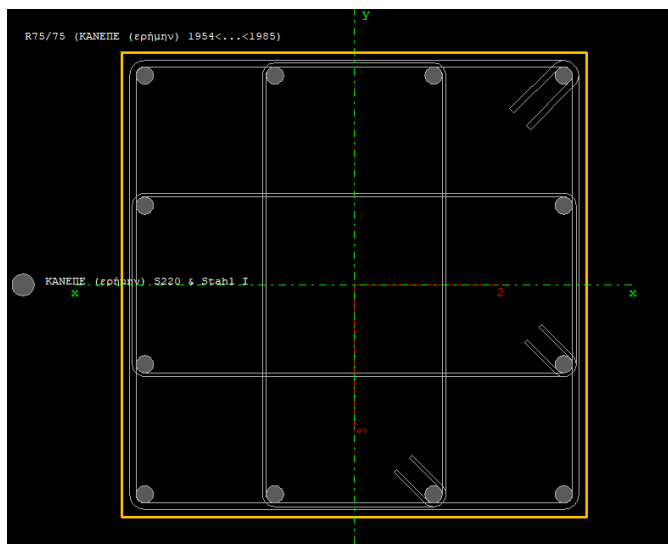 y
R75/75 (ΚΑΝΕΠΕ (ερήμην) 1954<...<1985)
ΚΑΝΕΠΕ (ερήμην) S220 & Stahl I
x
2
x
3